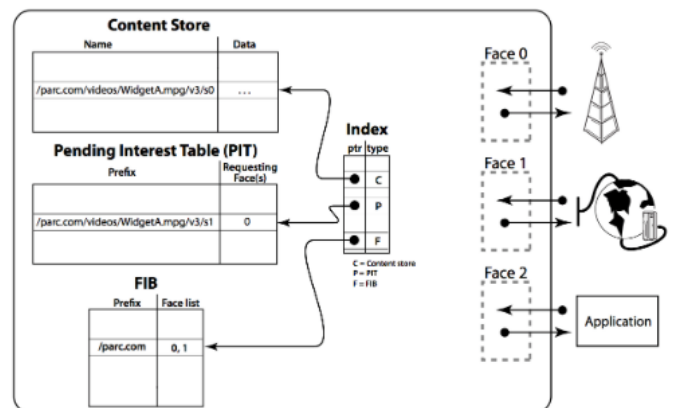 Content Store
Name Data
/parc.com/videos/WidgetA.mpg/v3/s0 ...
Pending Interest Table (PIT)
Prefix Requesting Face(s)
/parc.com/videos/WidgetA.mpg/v3/s1 0
FIB
Prefix Face list
/parc.com 0, 1
Index
ptr type
C
P
F
C = Content store
P = PIT
F = FIB
Face 0
Face 1
Face 2
Application